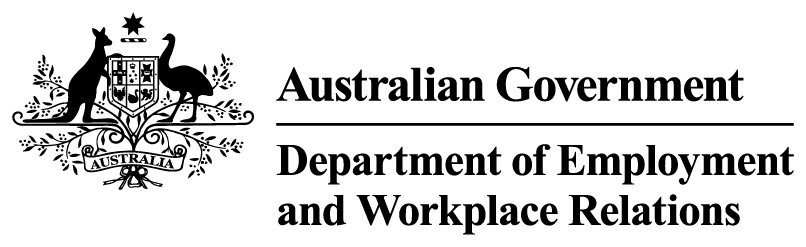 AUSTRALIA
Australian Government
Department of Employment
and Workplace Relations